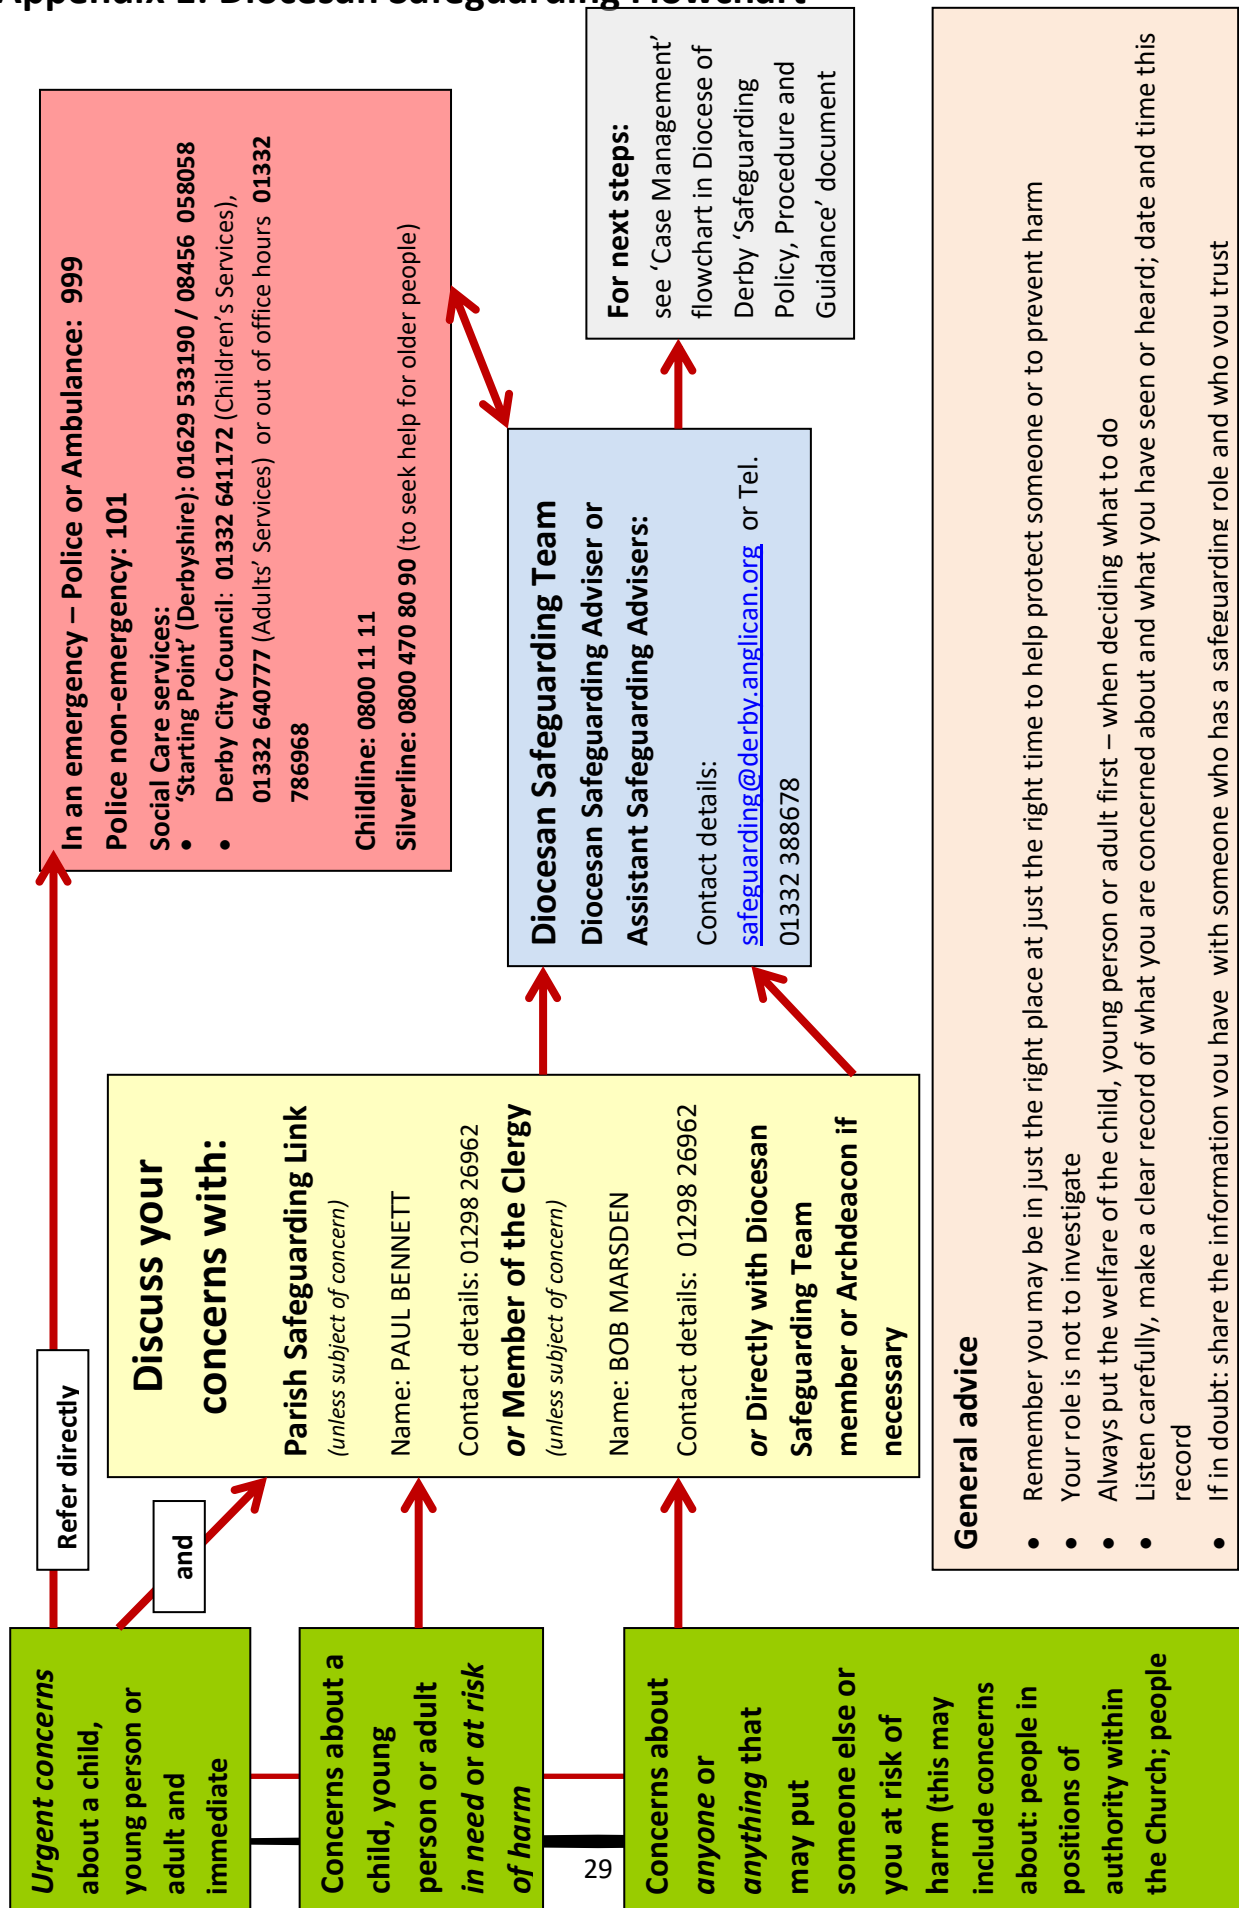 Appendix 1: Diocesan Safeguarding Flowchart
Urgent concerns
about a child,
young person or
adult and
immediate
Refer directly
and
Concerns about a
child, young
person or adult
in need or at risk
of harm
Concerns about
anyone or
anything that
may put
someone else or
you at risk of
harm (this may
include concerns
about: people in
positions of
authority within
the Church; people
Discuss your
concerns with:
Parish Safeguarding Link
(unless subject of concern)
Name: PAUL BENNETT
Contact details: 01298 26962
or Member of the Clergy
(unless subject of concern)
Name: BOB MARSDEN
Contact details: 01298 26962
or Directly with Diocesan
Safeguarding Team
member or Archdeacon if
necessary
In an emergency – Police or Ambulance: 999
Police non-emergency: 101
Social Care services:
• 'Starting Point' (Derbyshire): 01629 533190 / 08456 058058
• Derby City Council: 01332 641172 (Children's Services),
01332 640777 (Adults' Services) or out of office hours 01332
786968
Childline: 0800 11 11
Silverline: 0800 470 80 90 (to seek help for older people)
Diocesan Safeguarding Team
Diocesan Safeguarding Adviser or
Assistant Safeguarding Advisers:
Contact details:
safeguarding@derby.anglican.org or Tel.
01332 388678
For next steps:
see 'Case Management'
flowchart in Diocese of
Derby 'Safeguarding
Policy, Procedure and
Guidance' document
General advice
• Remember you may be in just the right place at just the right time to help protect someone or to prevent harm
• Your role is not to investigate
• Always put the welfare of the child, young person or adult first – when deciding what to do
• Listen carefully, make a clear record of what you are concerned about and what you have seen or heard; date and time this
record
• If in doubt: share the information you have with someone who has a safeguarding role and who you trust
29